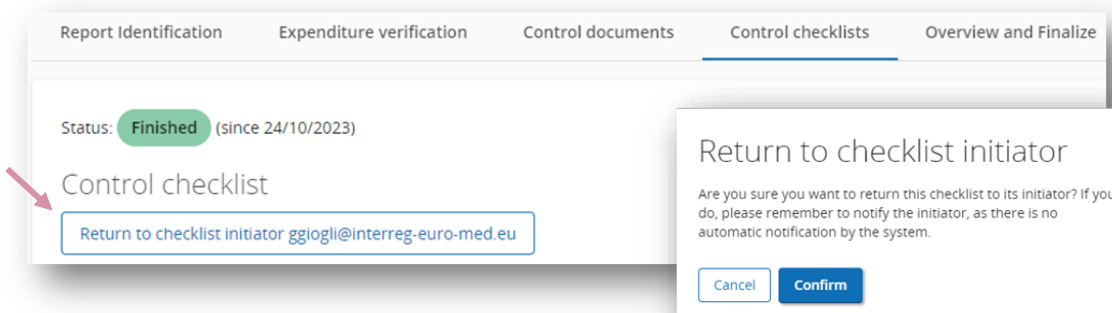 Report Identification Expenditure verification Control documents Control checklists Overview and Finalize
Status: Finished (since 24/10/2023)
Control checklist
Return to checklist initiator ggiogli@interreg-euro-med.eu
Return to checklist initiator
Are you sure you want to return this checklist to its initiator? If you
do, please remember to notify the initiator, as there is no
automatic notification by the system.
Cancel Confirm